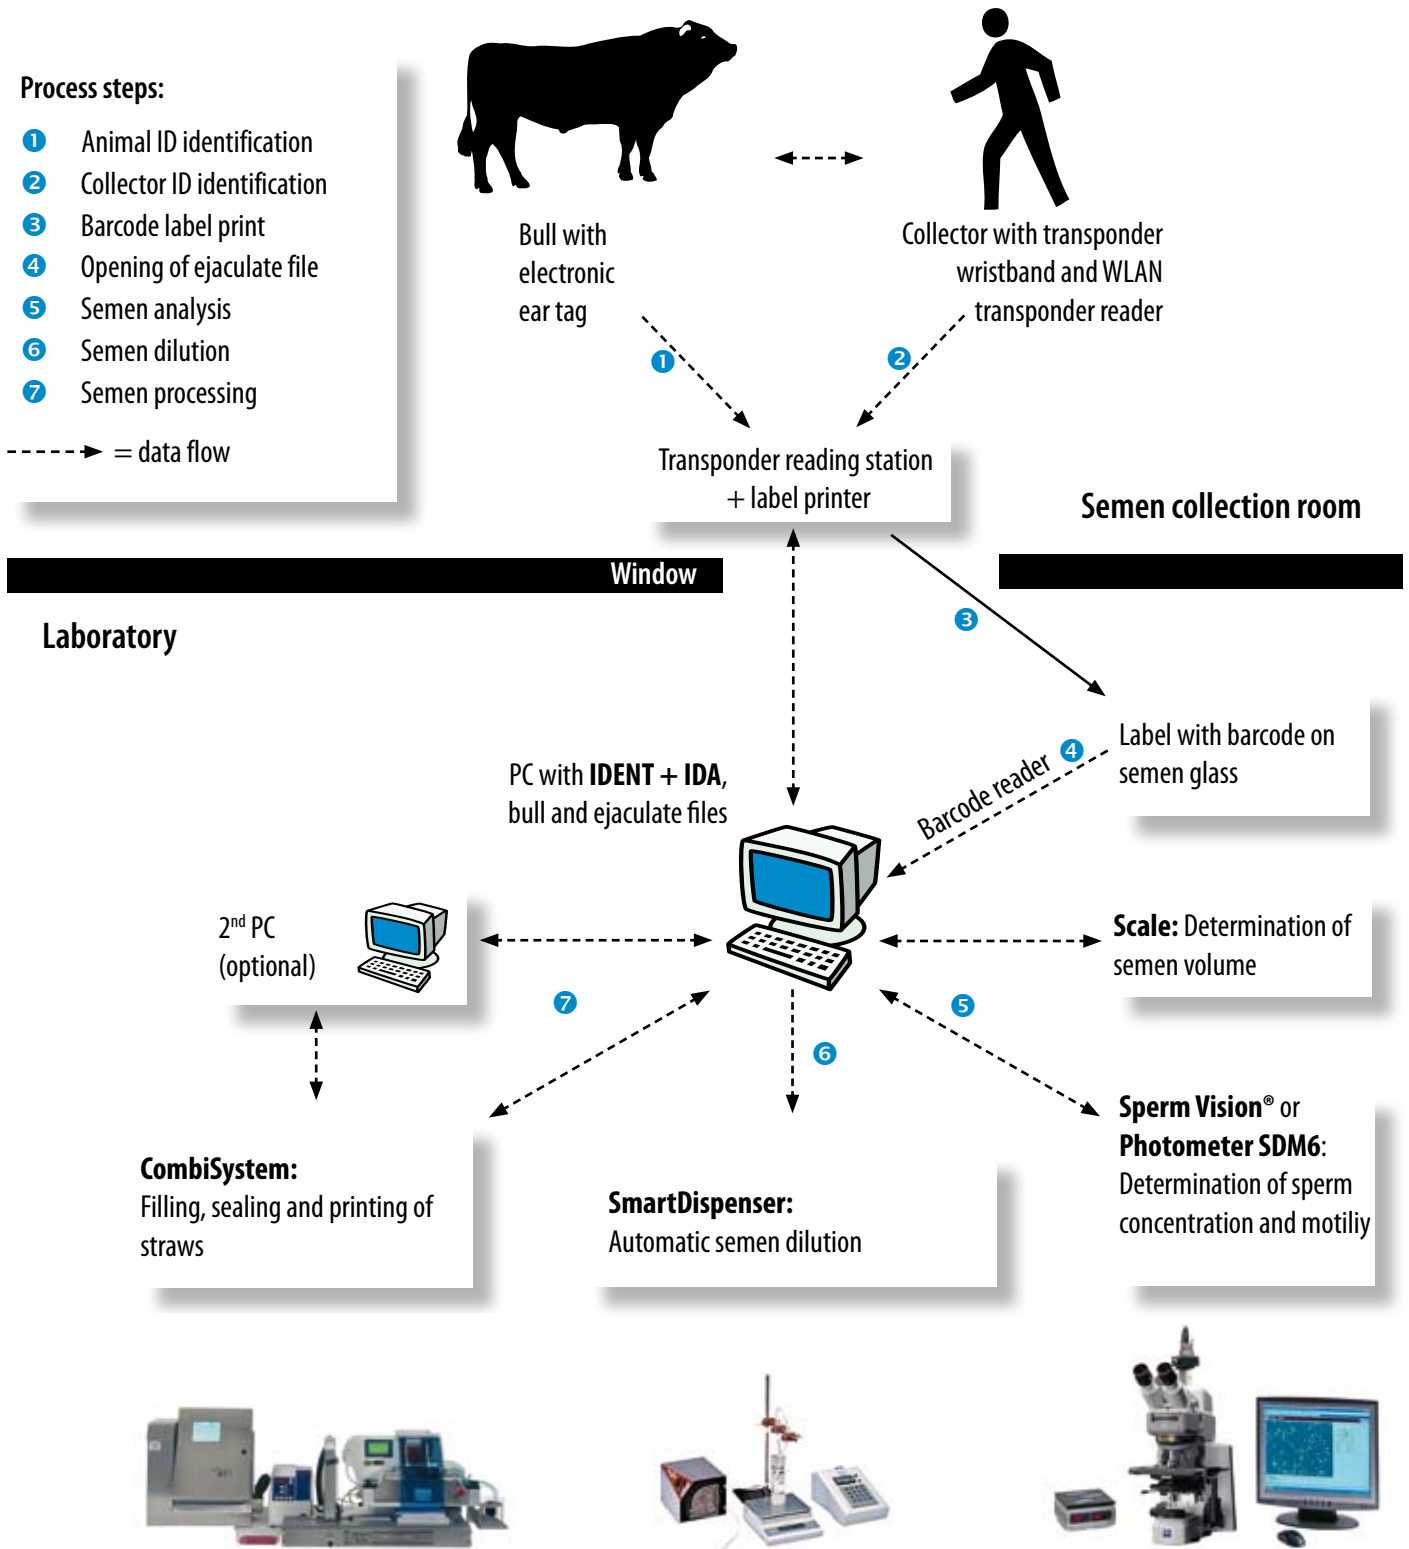 Process steps:
1 Animal ID identification
2 Collector ID identification
3 Barcode label print
4 Opening of ejaculate file
5 Semen analysis
6 Semen dilution
7 Semen processing
= data flow
Bull with
electronic
ear tag
Collector with transponder
wristband and WLAN
transponder reader
1
2
Transponder reading station
+ label printer
Semen collection room
Window
Laboratory
3
Label with barcode on
semen glass
4
Barcode reader
PC with IDENT + IDA,
bull and ejaculate files
2nd PC
(optional)
Scale: Determination of
semen volume
7
5
6
Sperm Vision® or
Photometer SDM6:
Determination of sperm
concentration and motiliy
CombiSystem:
Filling, sealing and printing of
straws
SmartDispenser:
Automatic semen dilution